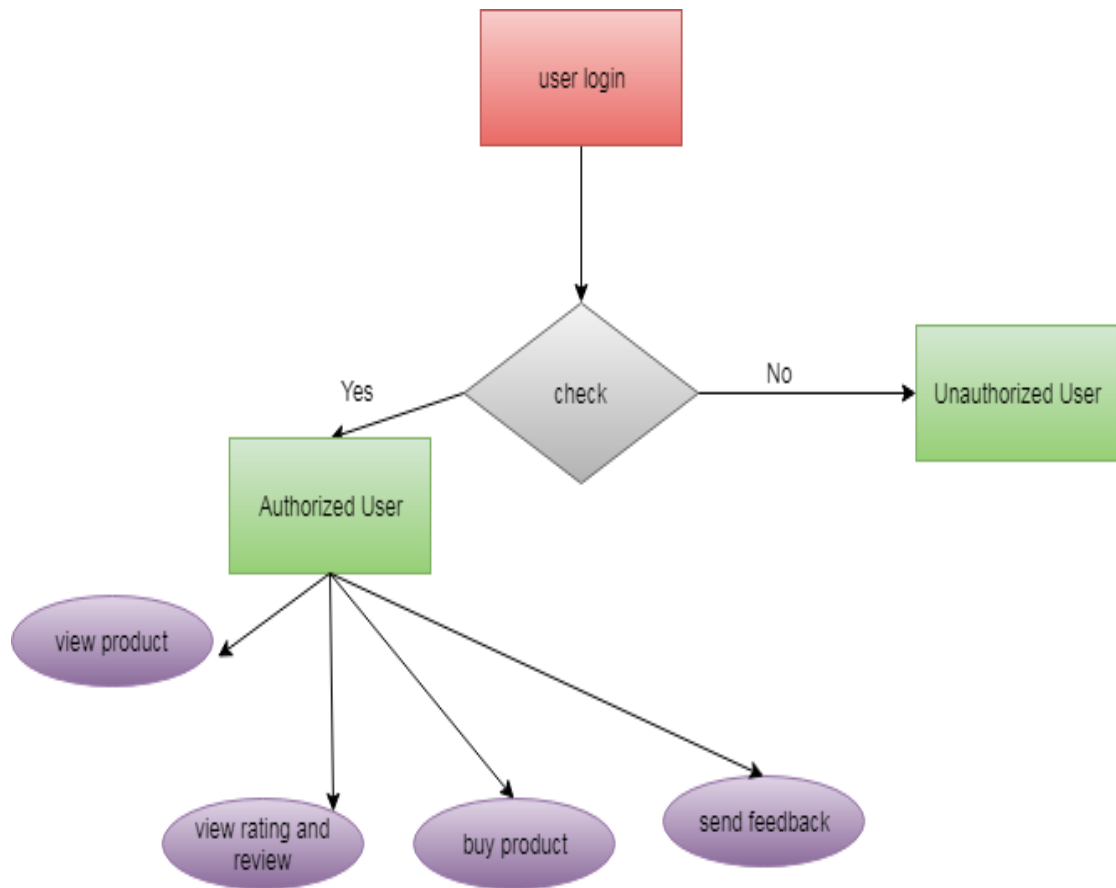 user login
check
No
Unauthorized User
Yes
Authorized User
view product
view rating and
review
buy product
send feedback